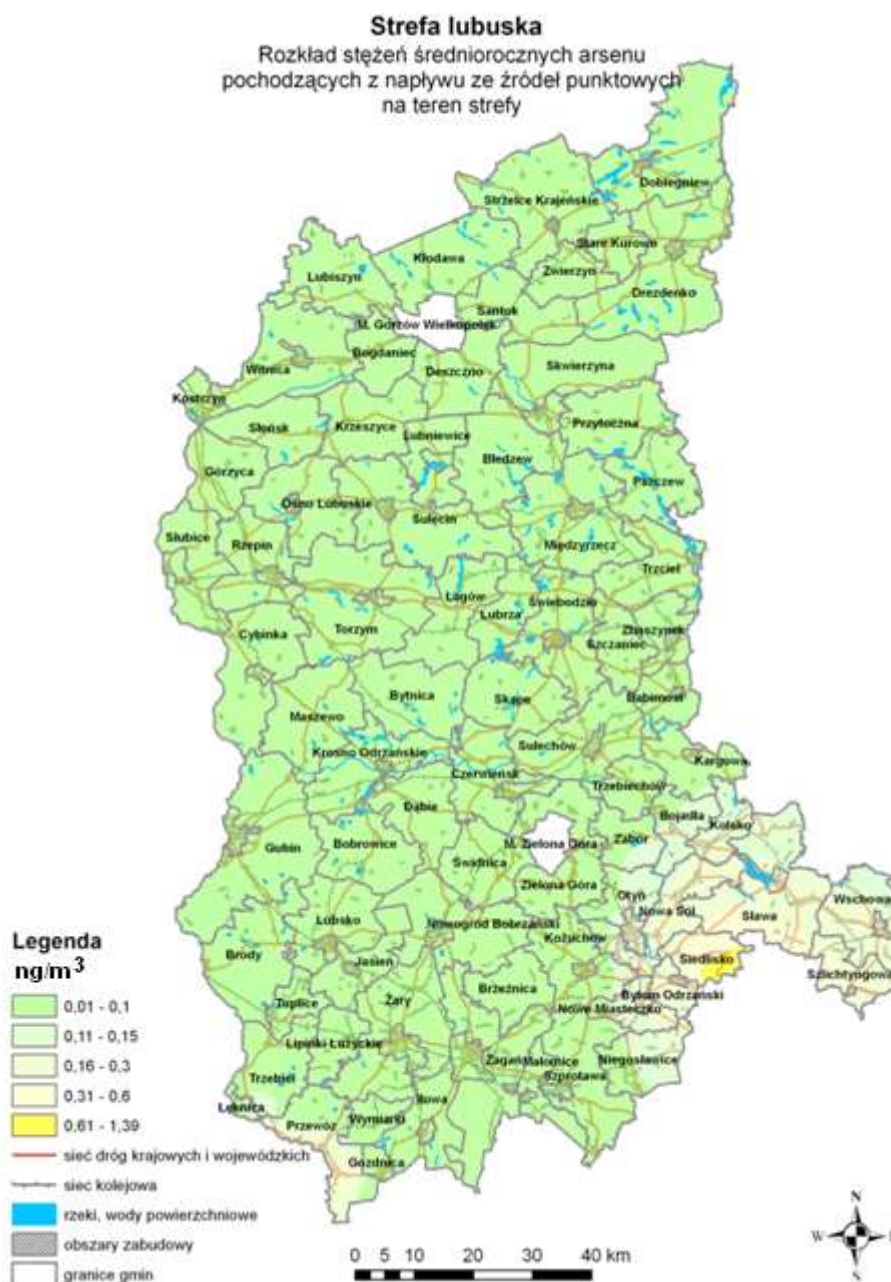 Strefa lubuska
Rozkład stężeń średniorocznych arsenu
pochodzących z napływu ze źródeł punktowych
na teren strefy
Dobiegniew
Strzelce Krajeńskie
Stare Kurowo
Kłodawa
Zwierzyn
Lubiszyn
Drezdenko
Santok
M. Gorzów Wielkopolsk
Bogdaniec
Witnica
Deszczno
Skwierzyna
Kostrzyn
Słońsk
Krzeszyce
Lubniewice
Przytoczna
Bledzew
Górzyca
Pszczew
Ośno Lubuskie
Sulęcin
Słubice
Rzepin
Międzyrzecz
Trzciel
Łagów
Świebodzin
Lubrza
Cybinka
Torzym
Zbąszynek
Szczaniec
Bytnica
Skąpe
Babimost
Maszewo
Krosno Odrzańskie
Sulechów
Kargowa
Czerwieńsk
Trzebiechów
Dąbie
Bojadła
Kolsko
Gubin
Bobrowice
M. Zielona Góra
Zabór
Świdnica
Zielona Góra
Otyń
Wschowa
Nowa Sól
Sława
Lubsko
Nowogród Bobrzański
Kożuchów
Brody
Jasień
Siedlisko
Szlichtyngowa
Tuplice
Żary
Brzeźnica
Bytom Odrzański
Nowe Miasteczko
Lipinki Łużyckie
Żagań
Małomice
Niegosławice
Trzebiel
Szprotawa
Iłowa
Łęknica
Przewóz
Wymiarki
Gozdnica
Legenda
ng/m³
0,01 - 0,1
0,11 - 0,15
0,16 - 0,3
0,31 - 0,6
0,61 - 1,39
sieć dróg krajowych i wojewódzkich
siec kolejowa
rzeki, wody powierzchniowe
obszary zabudowy
granice gmin
0 5 10 20 30 40 km
N
W
S